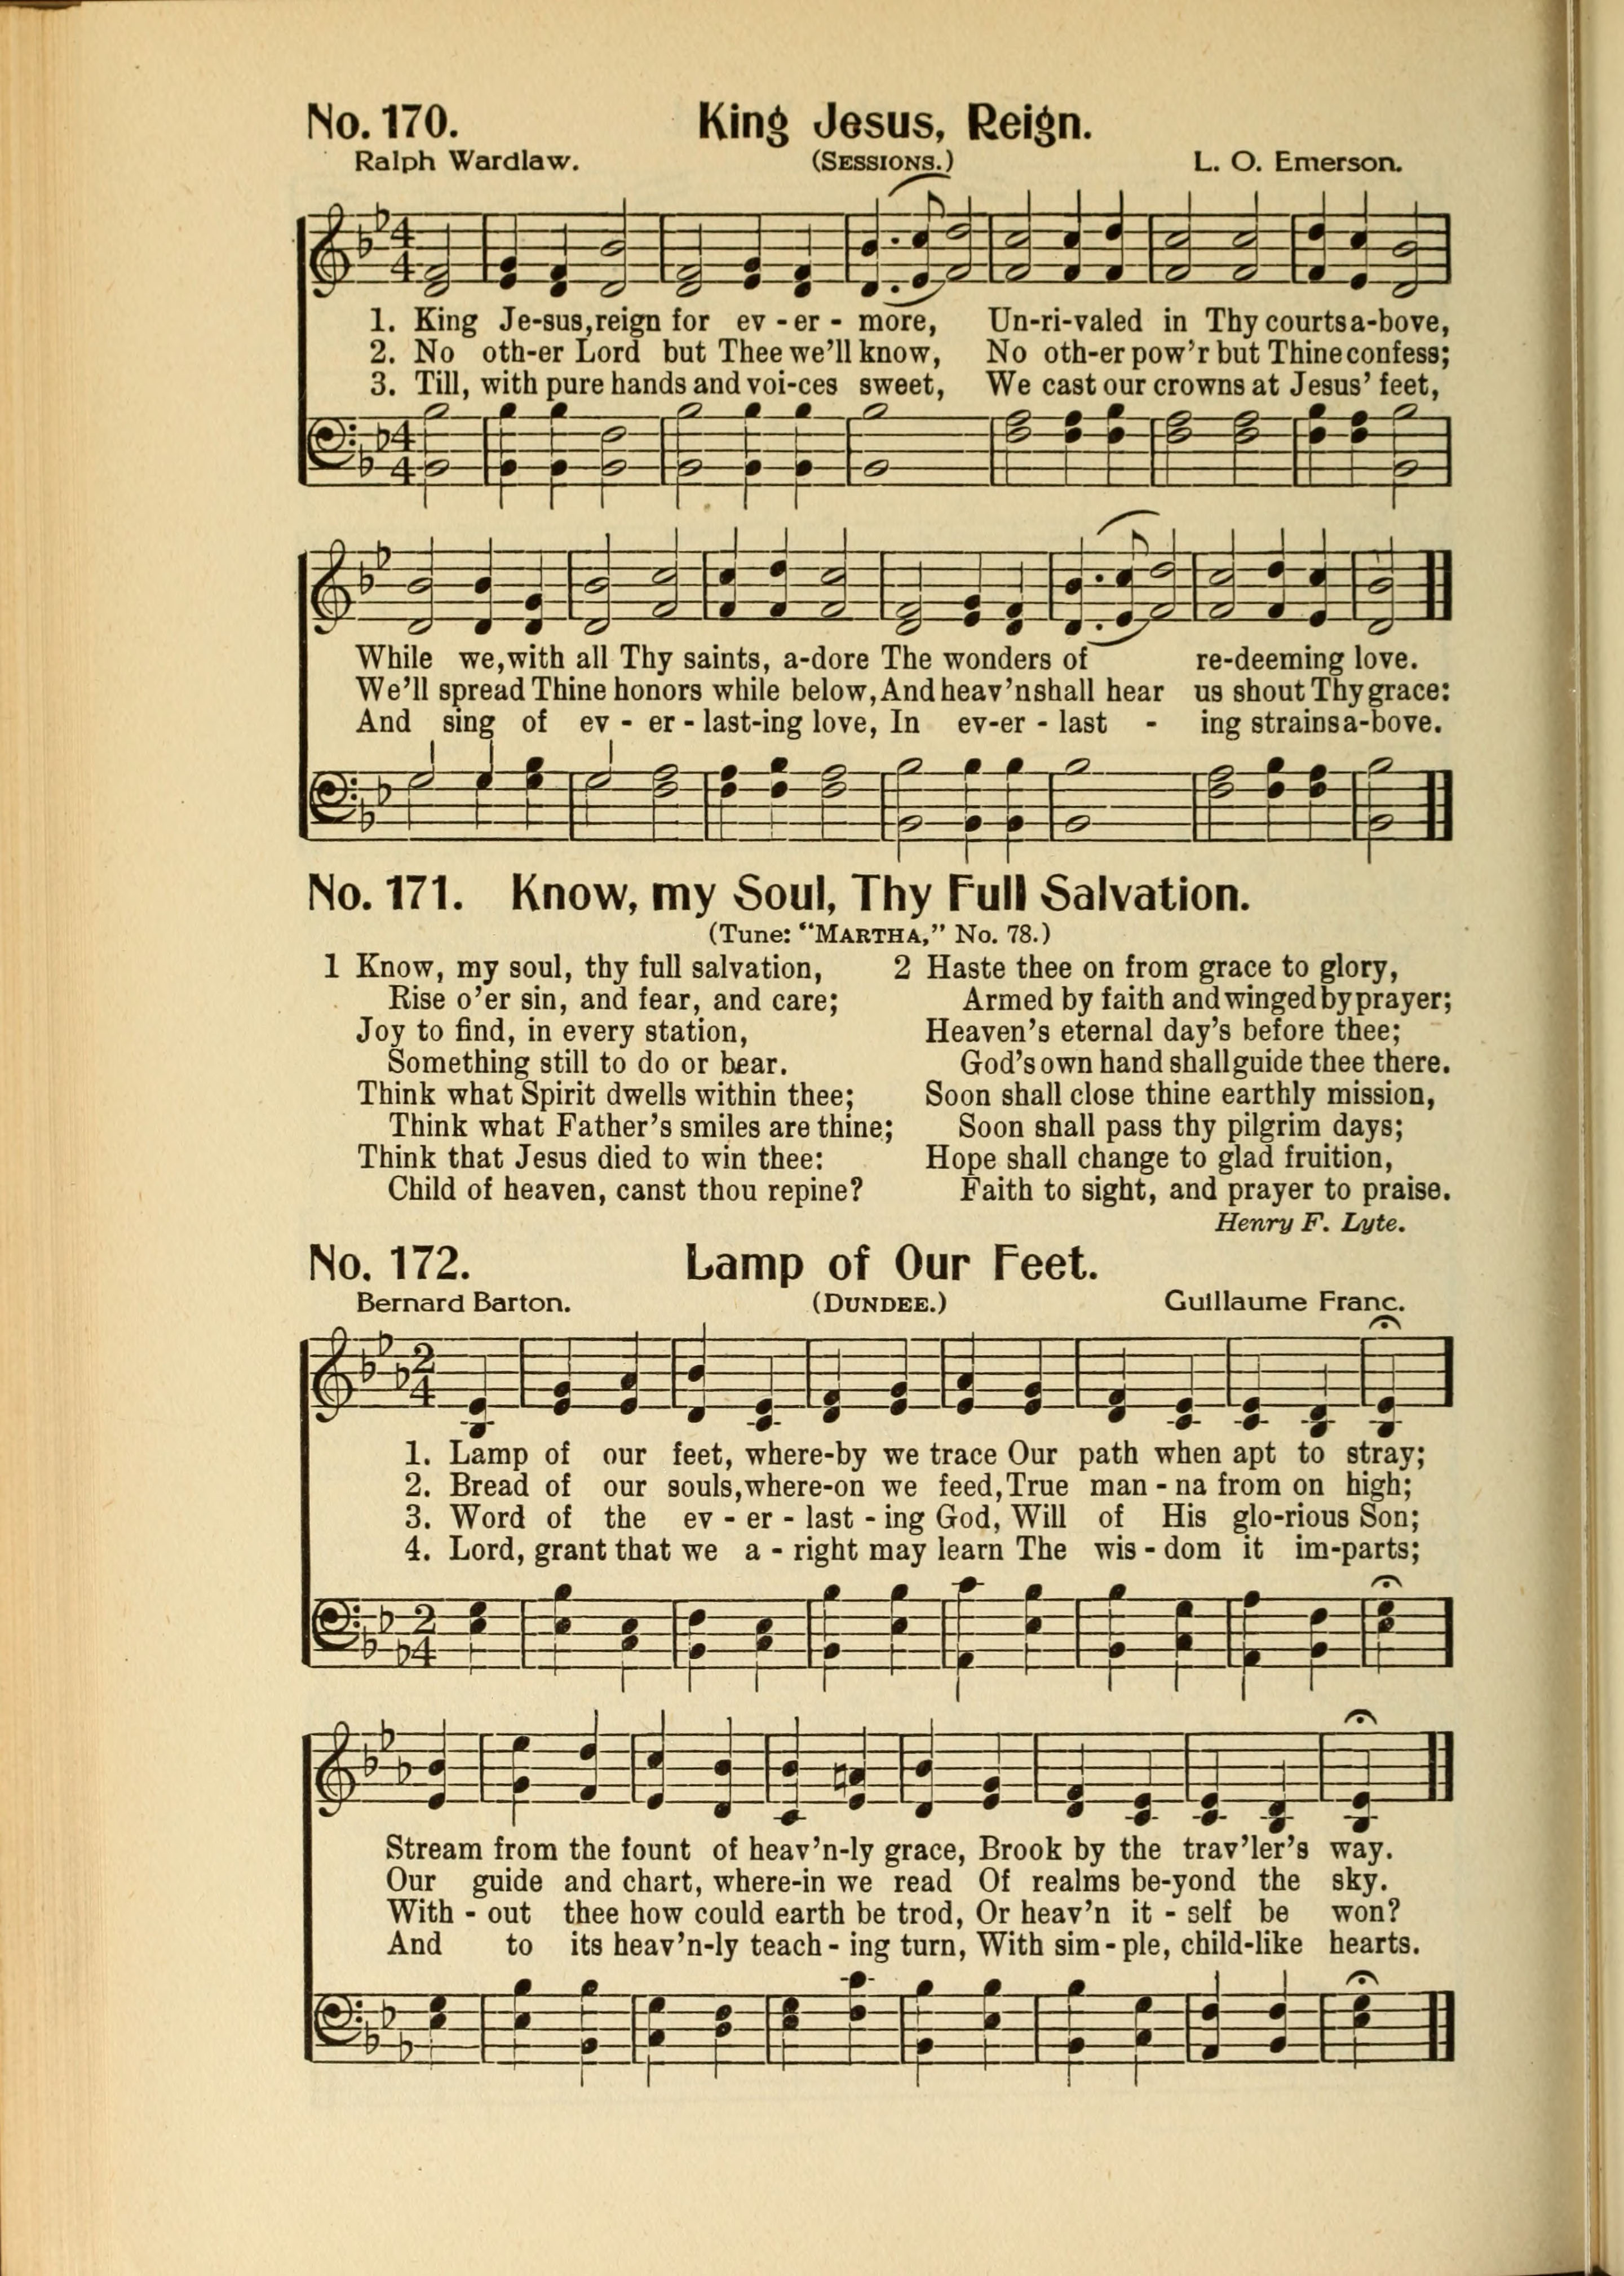 No. 170. King Jesus, Reign.
Ralph Wardlaw. (SESSIONS.) L. O. Emerson.
4 4
1. King Je-sus, reign for ev - er - more, Un-ri-valed in Thy courts a-bove,
2. No oth-er Lord but Thee we'll know, No oth-er pow'r but Thine confess;
3. Till, with pure hands and voi-ces sweet, We cast our crowns at Jesus' feet,
4 4
While we, with all Thy saints, a-dore The wonders of re-deeming love.
We'll spread Thine honors while below, And heav'n shall hear us shout Thy grace:
And sing of ev - er - last-ing love, In ev-er - last - ing strains a-bove.
No. 171. Know, my Soul, Thy Full Salvation.
(Tune: "MARTHA," No. 78.)
1 Know, my soul, thy full salvation,
Rise o'er sin, and fear, and care;
Joy to find, in every station,
Something still to do or bear.
Think what Spirit dwells within thee;
Think what Father's smiles are thine;
Think that Jesus died to win thee:
Child of heaven, canst thou repine?
2 Haste thee on from grace to glory,
Armed by faith and winged by prayer;
Heaven's eternal day's before thee;
God's own hand shall guide thee there.
Soon shall close thine earthly mission,
Soon shall pass thy pilgrim days;
Hope shall change to glad fruition,
Faith to sight, and prayer to praise.
Henry F. Lyte.
No. 172. Lamp of Our Feet.
Bernard Barton. (DUNDEE.) Guillaume Franc.
2 4
1. Lamp of our feet, where-by we trace Our path when apt to stray;
2. Bread of our souls, where-on we feed, True man - na from on high;
3. Word of the ev - er - last - ing God, Will of His glo-rious Son;
4. Lord, grant that we a - right may learn The wis - dom it im-parts;
2 4
Stream from the fount of heav'n-ly grace, Brook by the trav'ler's way.
Our guide and chart, where-in we read Of realms be-yond the sky.
With - out thee how could earth be trod, Or heav'n it - self be won?
And to its heav'n-ly teach - ing turn, With sim - ple, child-like hearts.